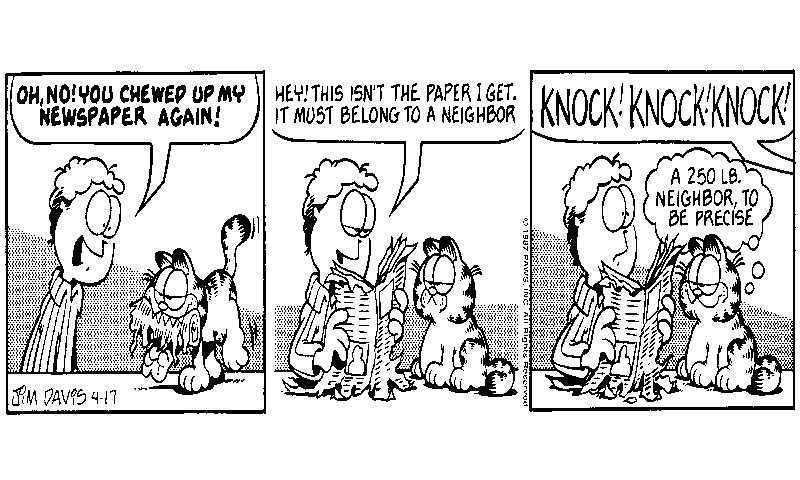 OH, NO! YOU CHEWED UP MY
NEWSPAPER AGAIN!
JIM DAVIS 4-17
HEY! THIS ISN'T THE PAPER I GET.
IT MUST BELONG TO A NEIGHBOR
© 1987 PAWS, INC. All Rights Reserved
KNOCK! KNOCK! KNOCK!
A 250 LB.
NEIGHBOR, TO
BE PRECISE